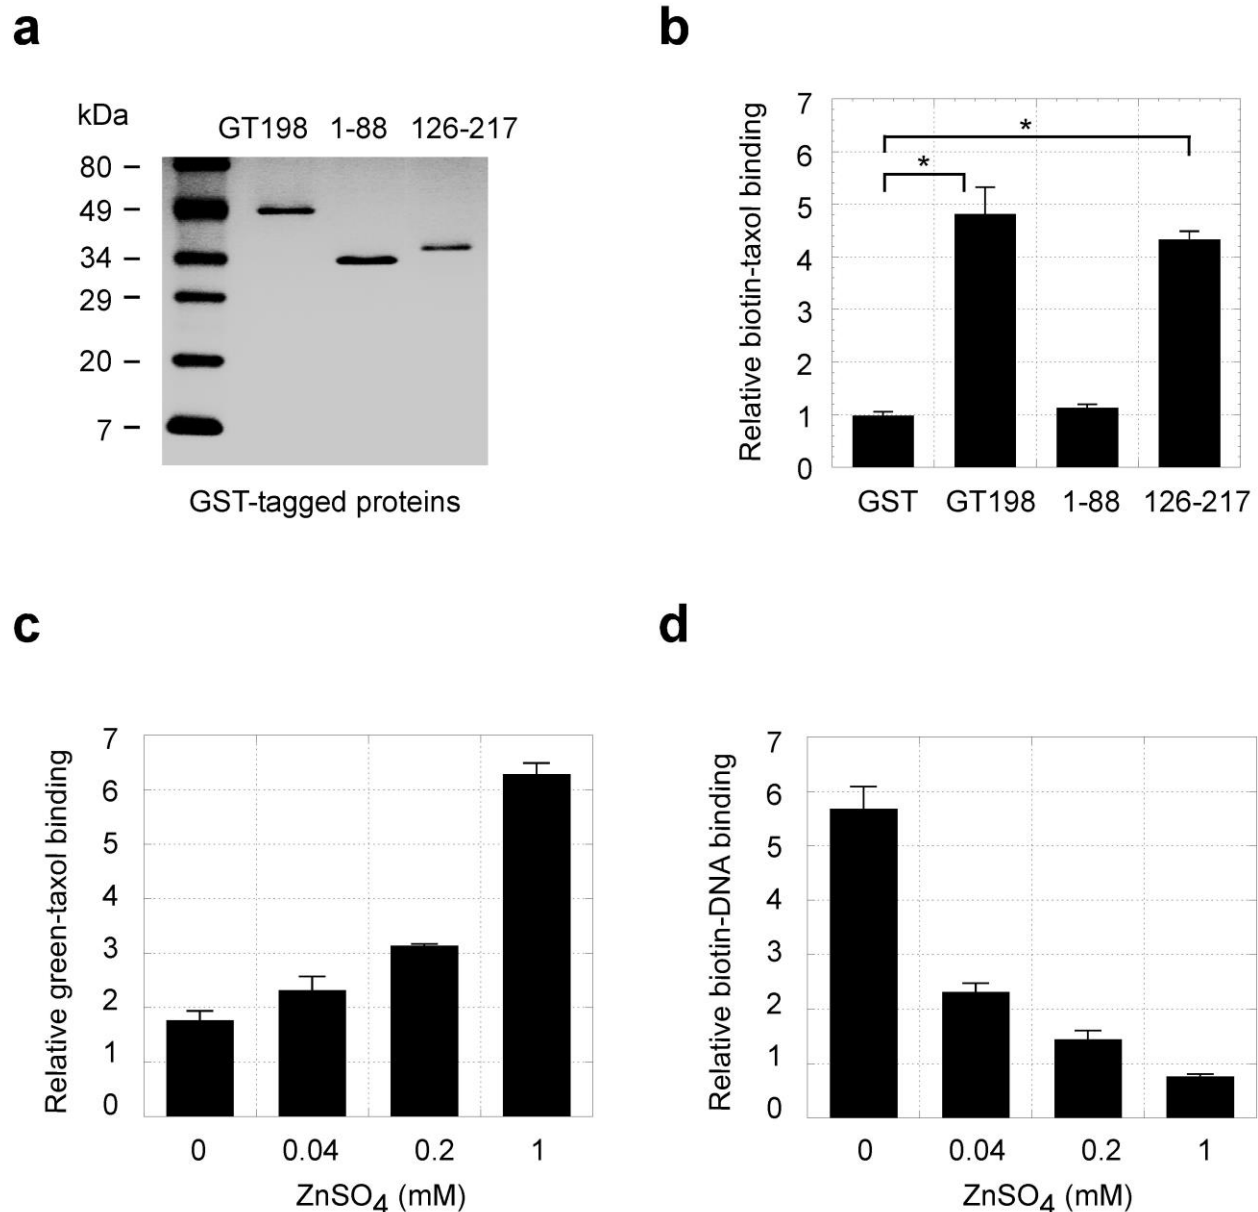 a
kDa
GT198 1-88 126-217
80
49
34
29
20
7
GST-tagged proteins
b
Relative biotin-taxol binding
7
6
5
4
3
2
1
0
*
*
GST GT198 1-88 126-217
c
Relative green-taxol binding
7
6
5
4
3
2
1
0
0 0.04 0.2 1
ZnSO4 (mM)
d
Relative biotin-DNA binding
7
6
5
4
3
2
1
0
0 0.04 0.2 1
ZnSO4 (mM)